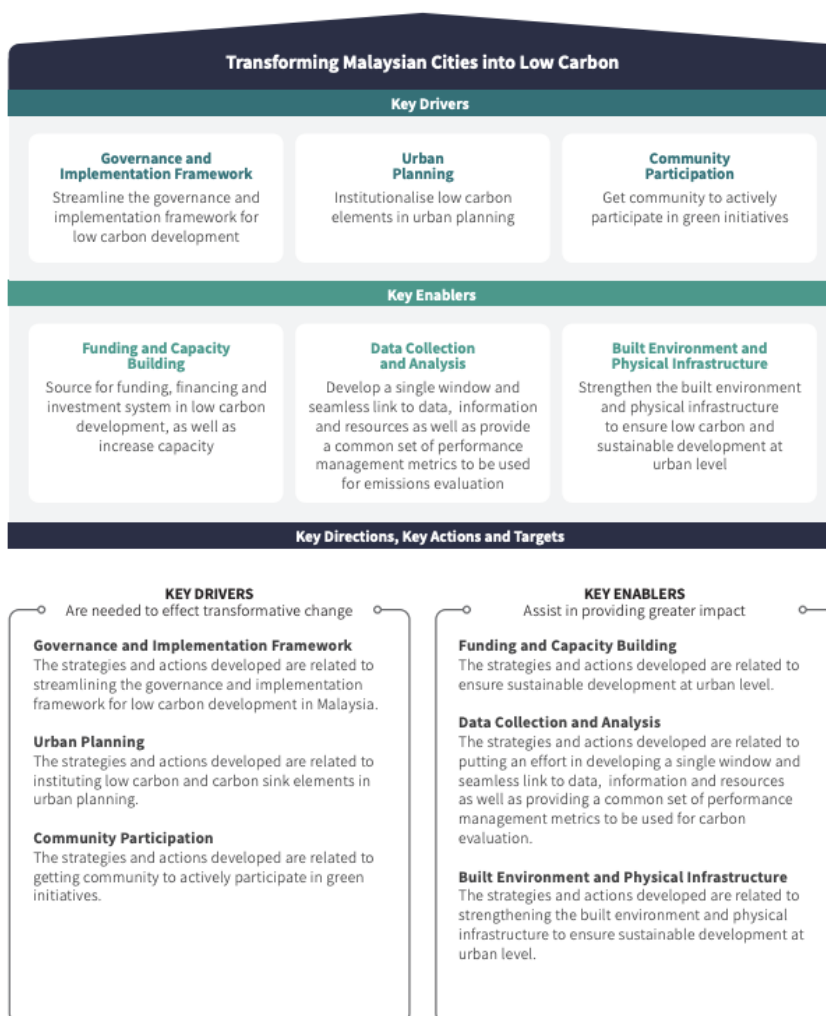 Transforming Malaysian Cities into Low Carbon
Key Drivers
Governance and
Implementation Framework
Streamline the governance and
implementation framework for
low carbon development
Urban
Planning
Institutionalise low carbon
elements in urban planning
Community
Participation
Get community to actively
participate in green initiatives
Key Enablers
Funding and Capacity
Building
Source for funding, financing and
investment system in low carbon
development, as well as
increase capacity
Data Collection
and Analysis
Develop a single window and
seamless link to data, information
and resources as well as provide
a common set of performance
management metrics to be used
for emissions evaluation
Built Environment and
Physical Infrastructure
Strengthen the built environment
and physical infrastructure
to ensure low carbon and
sustainable development at
urban level
Key Directions, Key Actions and Targets
KEY DRIVERS
Are needed to effect transformative change
Governance and Implementation Framework
The strategies and actions developed are related to
streamlining the governance and implementation
framework for low carbon development in Malaysia.
Urban Planning
The strategies and actions developed are related to
instituting low carbon and carbon sink elements in
urban planning.
Community Participation
The strategies and actions developed are related to
getting community to actively participate in green
initiatives.
KEY ENABLERS
Assist in providing greater impact
Funding and Capacity Building
The strategies and actions developed are related to
ensure sustainable development at urban level.
Data Collection and Analysis
The strategies and actions developed are related to
putting an effort in developing a single window and
seamless link to data, information and resources
as well as providing a common set of performance
management metrics to be used for carbon
evaluation.
Built Environment and Physical Infrastructure
The strategies and actions developed are related to
strengthening the built environment and physical
infrastructure to ensure sustainable development at
urban level.